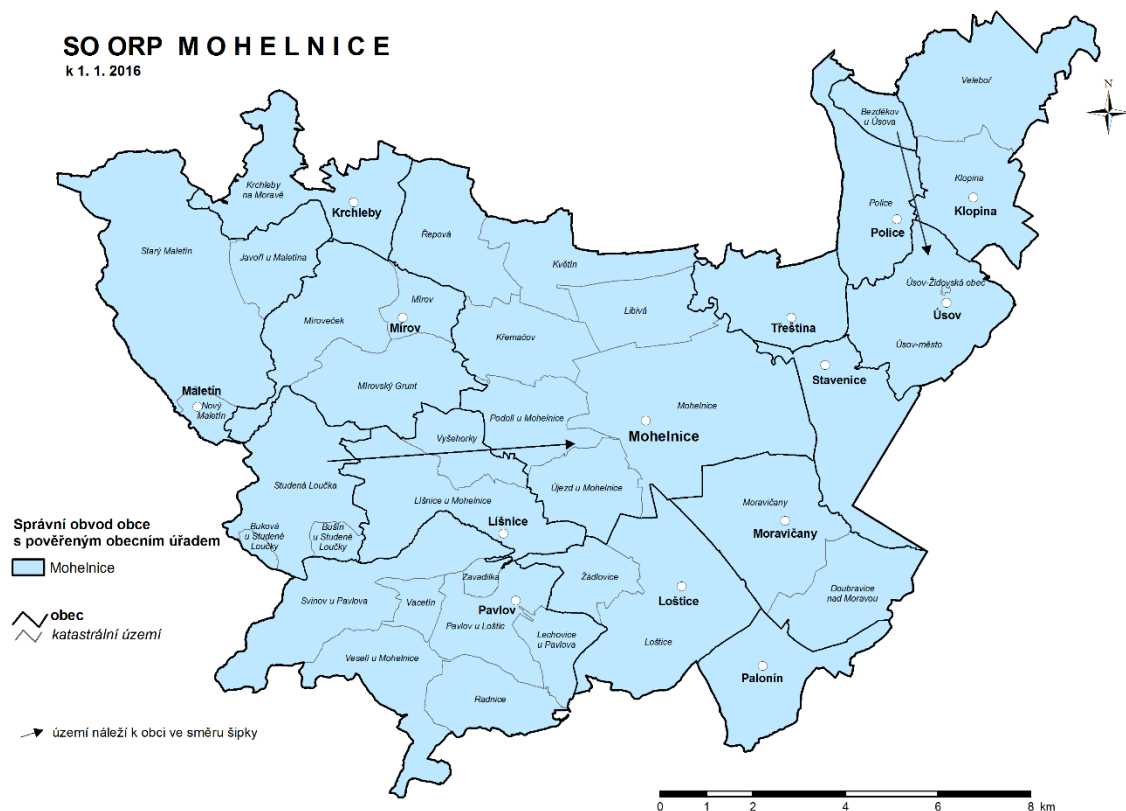 SO ORP M O H E L N I C E
k 1. 1. 2016
N
Veleboř
Bezděkov
u Úsova
Krchleby
na Moravě
Krchleby
Klopina
Klopina
Police
Police
Řepová
Starý Maletín
Javoří u Maletína
Květín
Úsov-Židovská obec
Úsov
Úsov-město
Mírov
Mírov
Míroveček
Libivá
Třeština
Křemačov
Stavenice
Mírovský Grunt
Maletín
Nový
Maletín
Podolí u Mohelnice
Mohelnice
Mohelnice
Vyšehorky
Studená Loučka
Újezd u Mohelnice
Líšnice u Mohelnice
Líšnice
Moravičany
Moravičany
Buková
u Studené
Loučky
Bušín
u Studené
Loučky
Správní obvod obce
s pověřeným obecním úřadem
Mohelnice
obec
katastrální území
Zavadilka
Žádlovice
Loštice
Loštice
Doubravice
nad Moravou
Svinov u Pavlova
Vacetín
Pavlov
Pavlov u Loštic
Lechovice
u Pavlova
Veselí u Mohelnice
Radnice
Palonín
území náleží k obci ve směru šipky
0 1 2 4 6 8 km